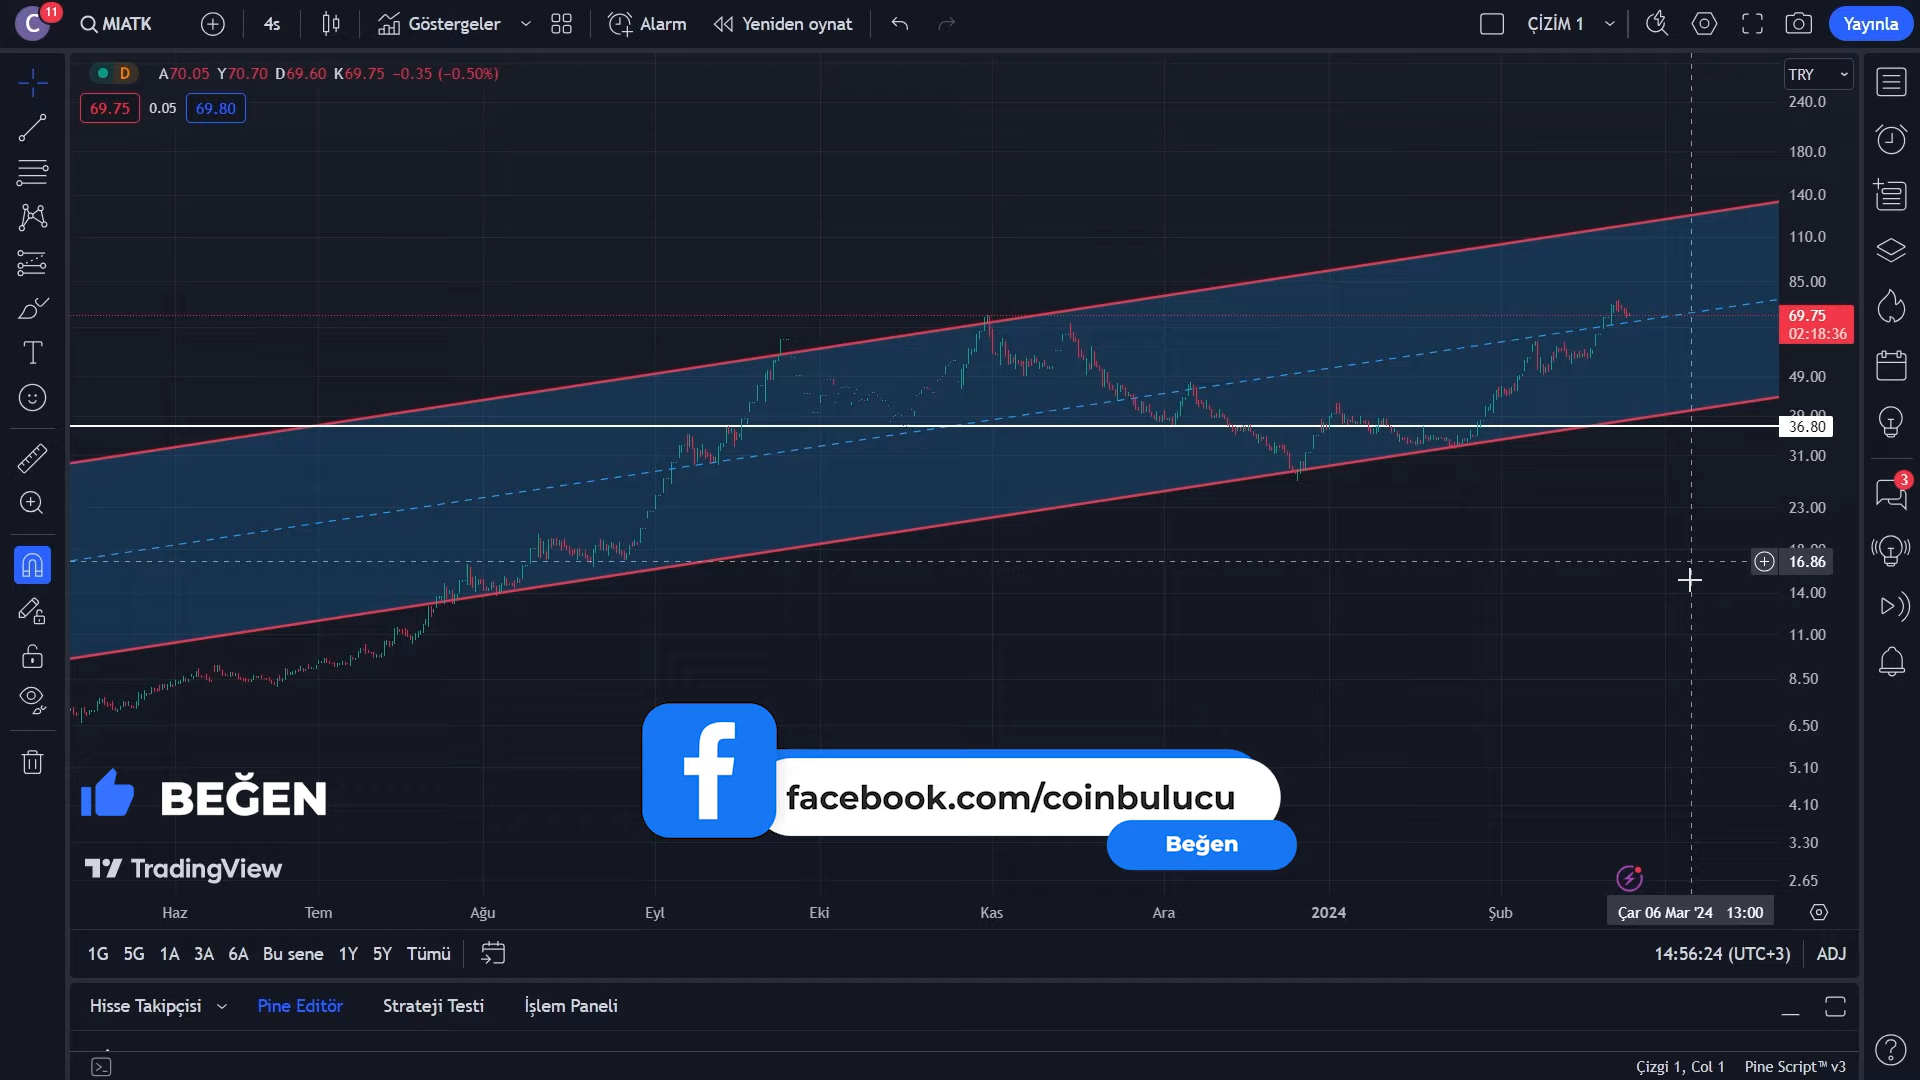 C
11
MIATK
4s
Göstergeler
Alarm
Yeniden oynat
ÇİZİM 1
Yayınla
D
A70.05 Y70.70 D69.60 K69.75 −0.35 (−0.50%)
69.75
0.05
69.80
TRY
240.0
180.0
140.0
110.0
85.00
69.75
02:18:36
49.00
36.80
31.00
23.00
16.86
14.00
11.00
8.50
6.50
5.10
4.10
3.30
2.65
3
BEĞEN
facebook.com/coinbulucu
Beğen
TradingView
Haz
Tem
Ağu
Eyl
Eki
Kas
Ara
2024
Şub
Çar 06 Mar '24 13:00
1G
5G
1A
3A
6A
Bu sene
1Y
5Y
Tümü
14:56:24 (UTC+3)
ADJ
Hisse Takipçisi
Pine Editör
Strateji Testi
İşlem Paneli
Çizgi 1, Col 1
Pine Script™ v3